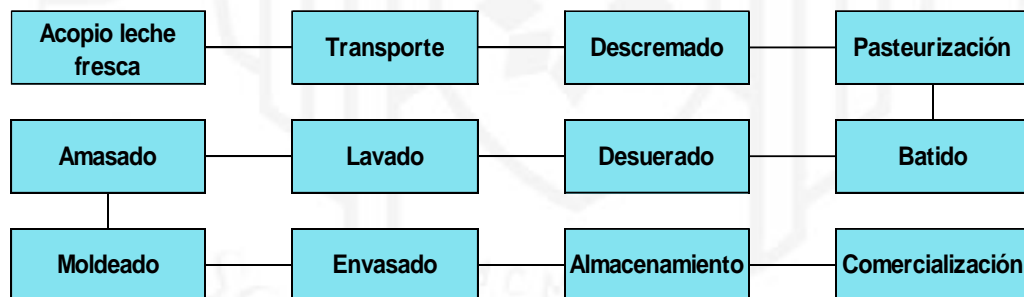 Acopio leche
fresca
Transporte
Descremado
Pasteurización
Amasado
Lavado
Desuerado
Batido
Moldeado
Envasado
Almacenamiento
Comercialización